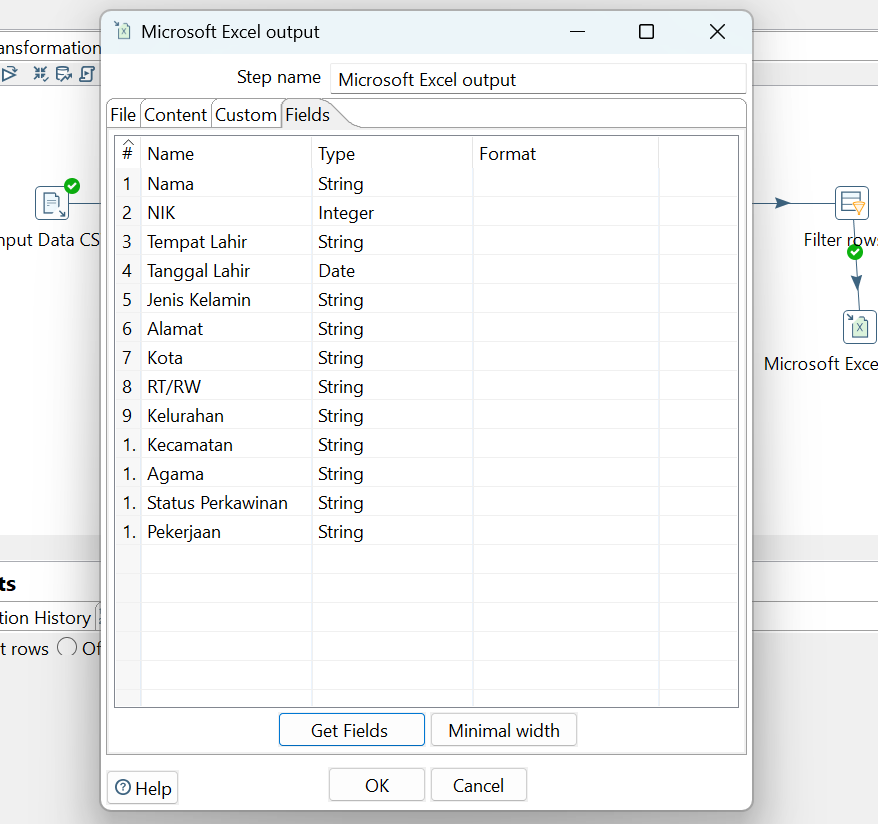 Microsoft Excel output
ansformation
Step name Microsoft Excel output
File Content Custom Fields
# Name Type Format
1 Nama String
2 NIK Integer
3 Tempat Lahir String
4 Tanggal Lahir Date
5 Jenis Kelamin String
6 Alamat String
7 Kota String
8 RT/RW String
9 Kelurahan String
1. Kecamatan String
1. Agama String
1. Status Perkawinan String
1. Pekerjaan String
nput Data CS
Filter rows
Microsoft Exce
ts
tion History
t rows Of
Get Fields Minimal width
Help OK Cancel